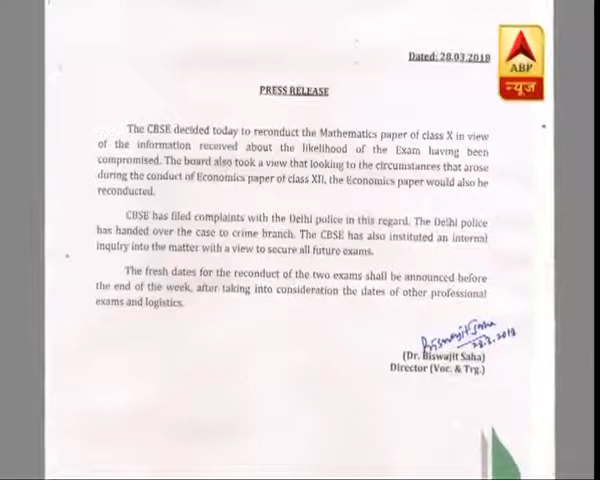 Dated: 28.03.2018
ABP
न्यूज़
PRESS RELEASE
The CBSE decided today to reconduct the Mathematics paper of class X in view
of the information received about the likelihood of the Exam having been
compromised. The board also took a view that looking to the circumstances that arose
during the conduct of Economics paper of class XII, the Economics paper would also be
reconducted.
CBSE has filed complaints with the Delhi police in this regard. The Delhi police
has handed over the case to crime branch. The CBSE has also instituted an internal
inquiry into the matter with a view to secure all future exams.
The fresh dates for the reconduct of the two exams shall be announced before
the end of the week, after taking into consideration the dates of other professional
exams and logistics.
Biswajit Saha
28.3.2018
(Dr. Biswajit Saha)
Director (Voc. & Trg.)